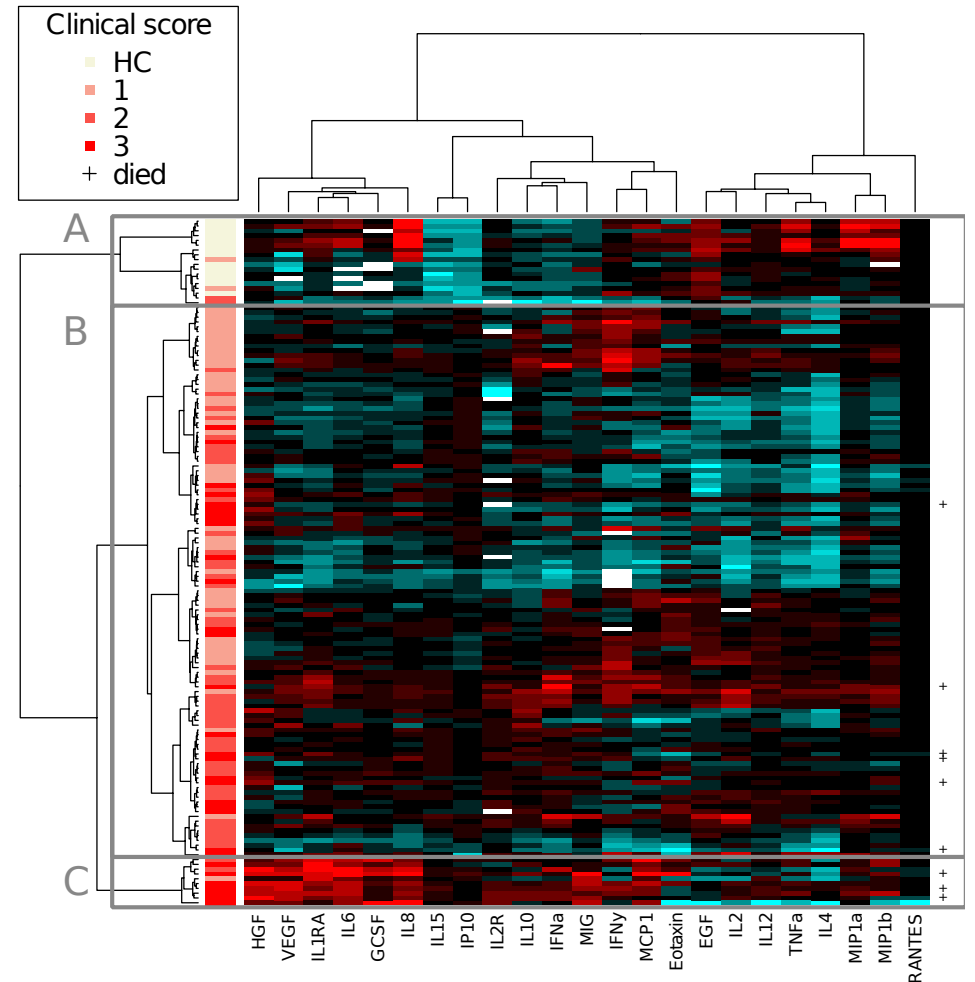 Clinical score
HC
1
2
3
+ died
A
B
C
+
+
+
+
+
+
+
+
+
+
HGF
VEGF
IL1RA
IL6
GCSF
IL8
IL15
IP10
IL2R
IL10
IFNa
MIG
IFNy
MCP1
Eotaxin
EGF
IL2
IL12
TNFa
IL4
MIP1a
MIP1b
RANTES